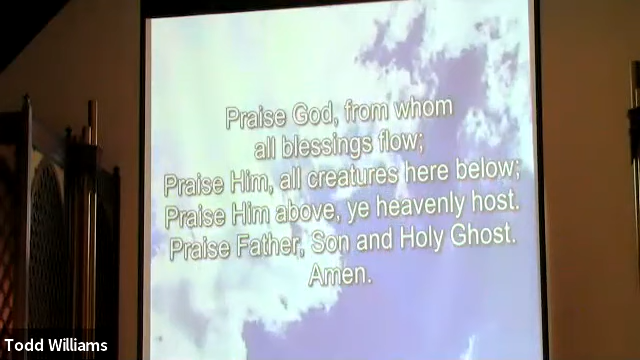 Praise God, from whom
all blessings flow;
Praise Him, all creatures here below;
Praise Him above, ye heavenly host.
Praise Father, Son and Holy Ghost.
Amen.
Todd Williams